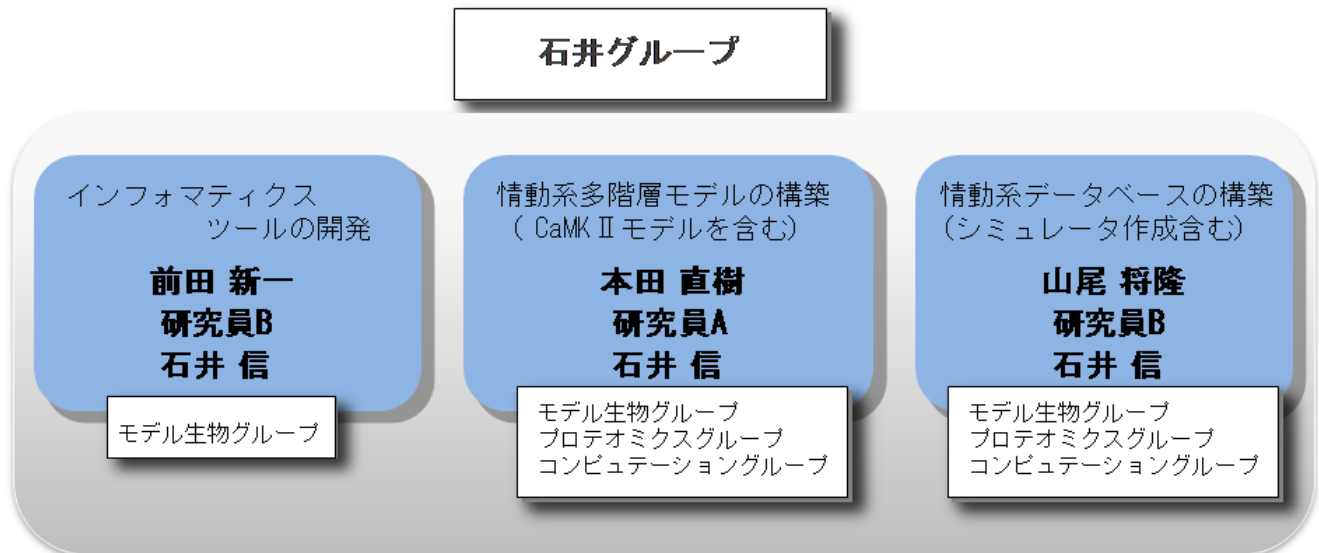 石井グループ
インフォマティクス
ツールの開発
前田 新一
研究員B
石井 信
モデル生物グループ
情動系多階層モデルの構築
( CaMKⅡモデルを含む)
本田 直樹
研究員A
石井 信
モデル生物グループ
プロテオミクスグループ
コンピュテーショングループ
情動系データベースの構築
(シミュレータ作成含む)
山尾 将隆
研究員B
石井 信
モデル生物グループ
プロテオミクスグループ
コンピュテーショングループ